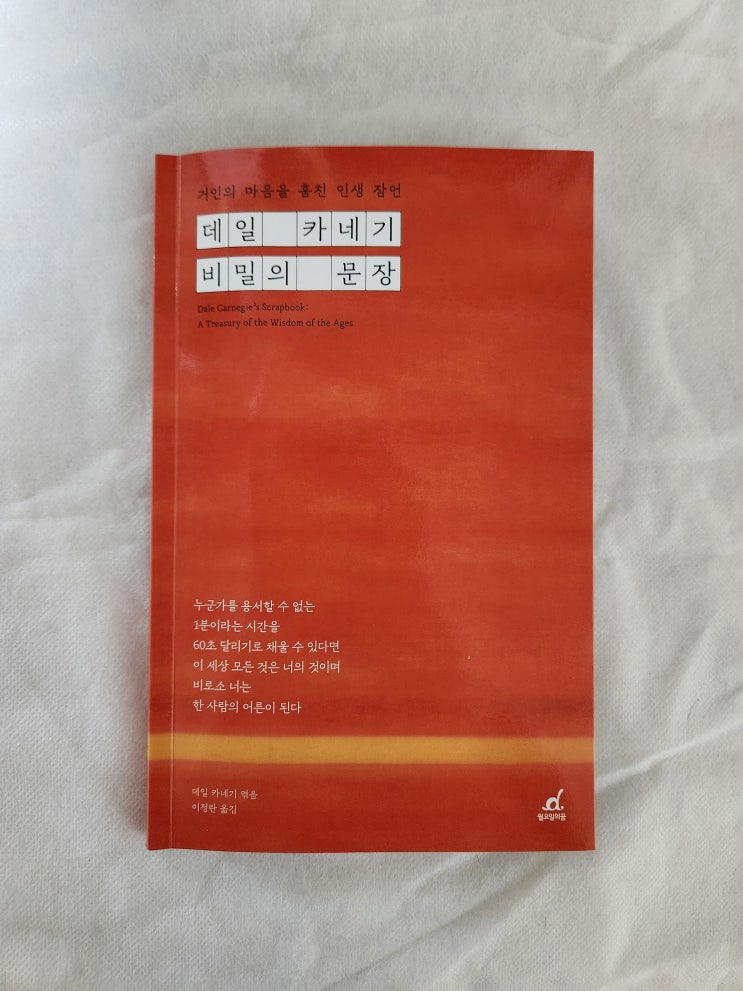 거인의 마음을 훔친 인생 잠언
데일 카네기
비밀의 문장
Dale Carnegie's Scrapbook:
A Treasury of the Wisdom of the Ages
누군가를 용서할 수 없는
1분이라는 시간을
60초 달리기로 채울 수 있다면
이 세상 모든 것은 너의 것이며
비로소 너는
한 사람의 어른이 된다
데일 카네기 엮음
이정란 옮김
d.
월요일의꿈